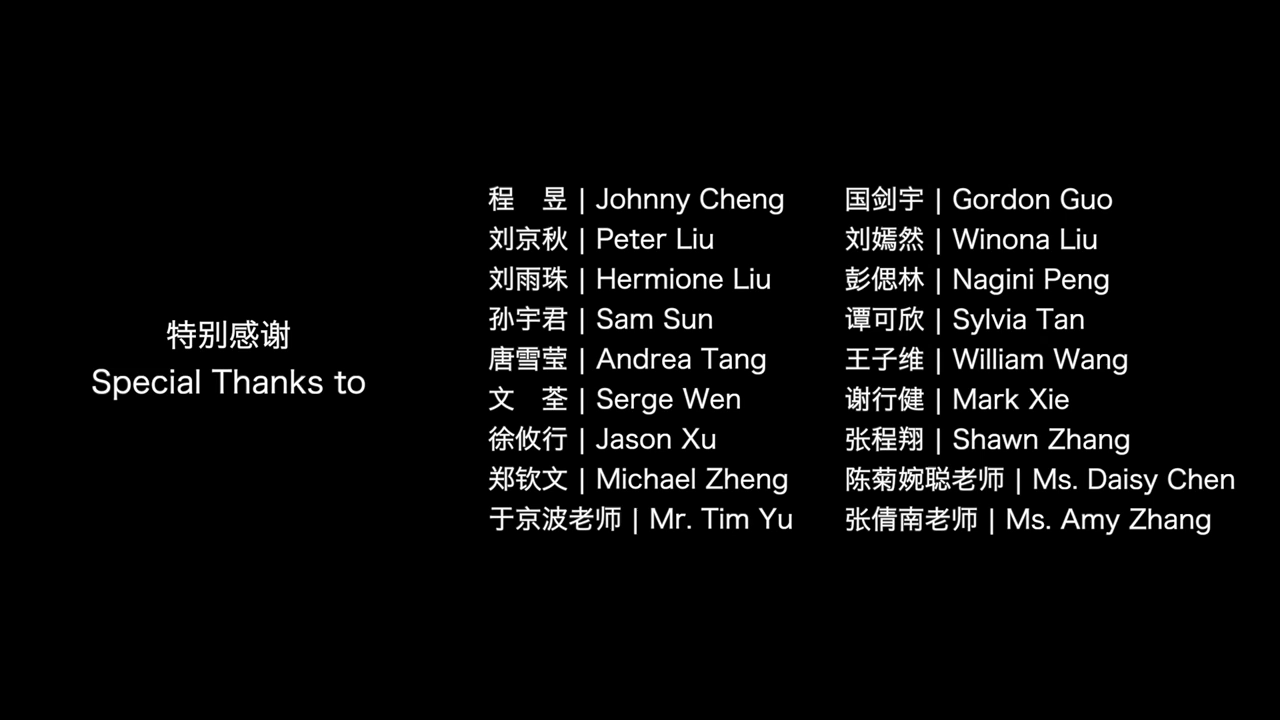 特别感谢
Special Thanks to
程　昱 | Johnny Cheng
刘京秋 | Peter Liu
刘雨珠 | Hermione Liu
孙宇君 | Sam Sun
唐雪莹 | Andrea Tang
文　荃 | Serge Wen
徐攸行 | Jason Xu
郑钦文 | Michael Zheng
于京波老师 | Mr. Tim Yu
国剑宇 | Gordon Guo
刘嫣然 | Winona Liu
彭偲林 | Nagini Peng
谭可欣 | Sylvia Tan
王子维 | William Wang
谢行健 | Mark Xie
张程翔 | Shawn Zhang
陈菊婉聪老师 | Ms. Daisy Chen
张倩南老师 | Ms. Amy Zhang